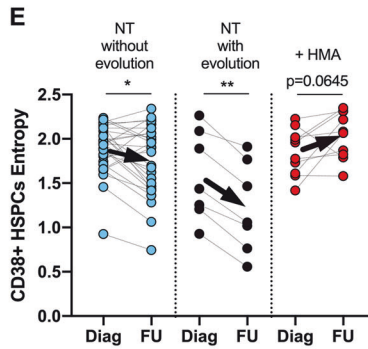 E
NT
without
evolution
*
NT
with
evolution
**
+ HMA
p=0.0645
CD38+ HSPCs Entropy
2.5
2.0
1.5
1.0
0.5
0.0
Diag FU Diag FU Diag FU